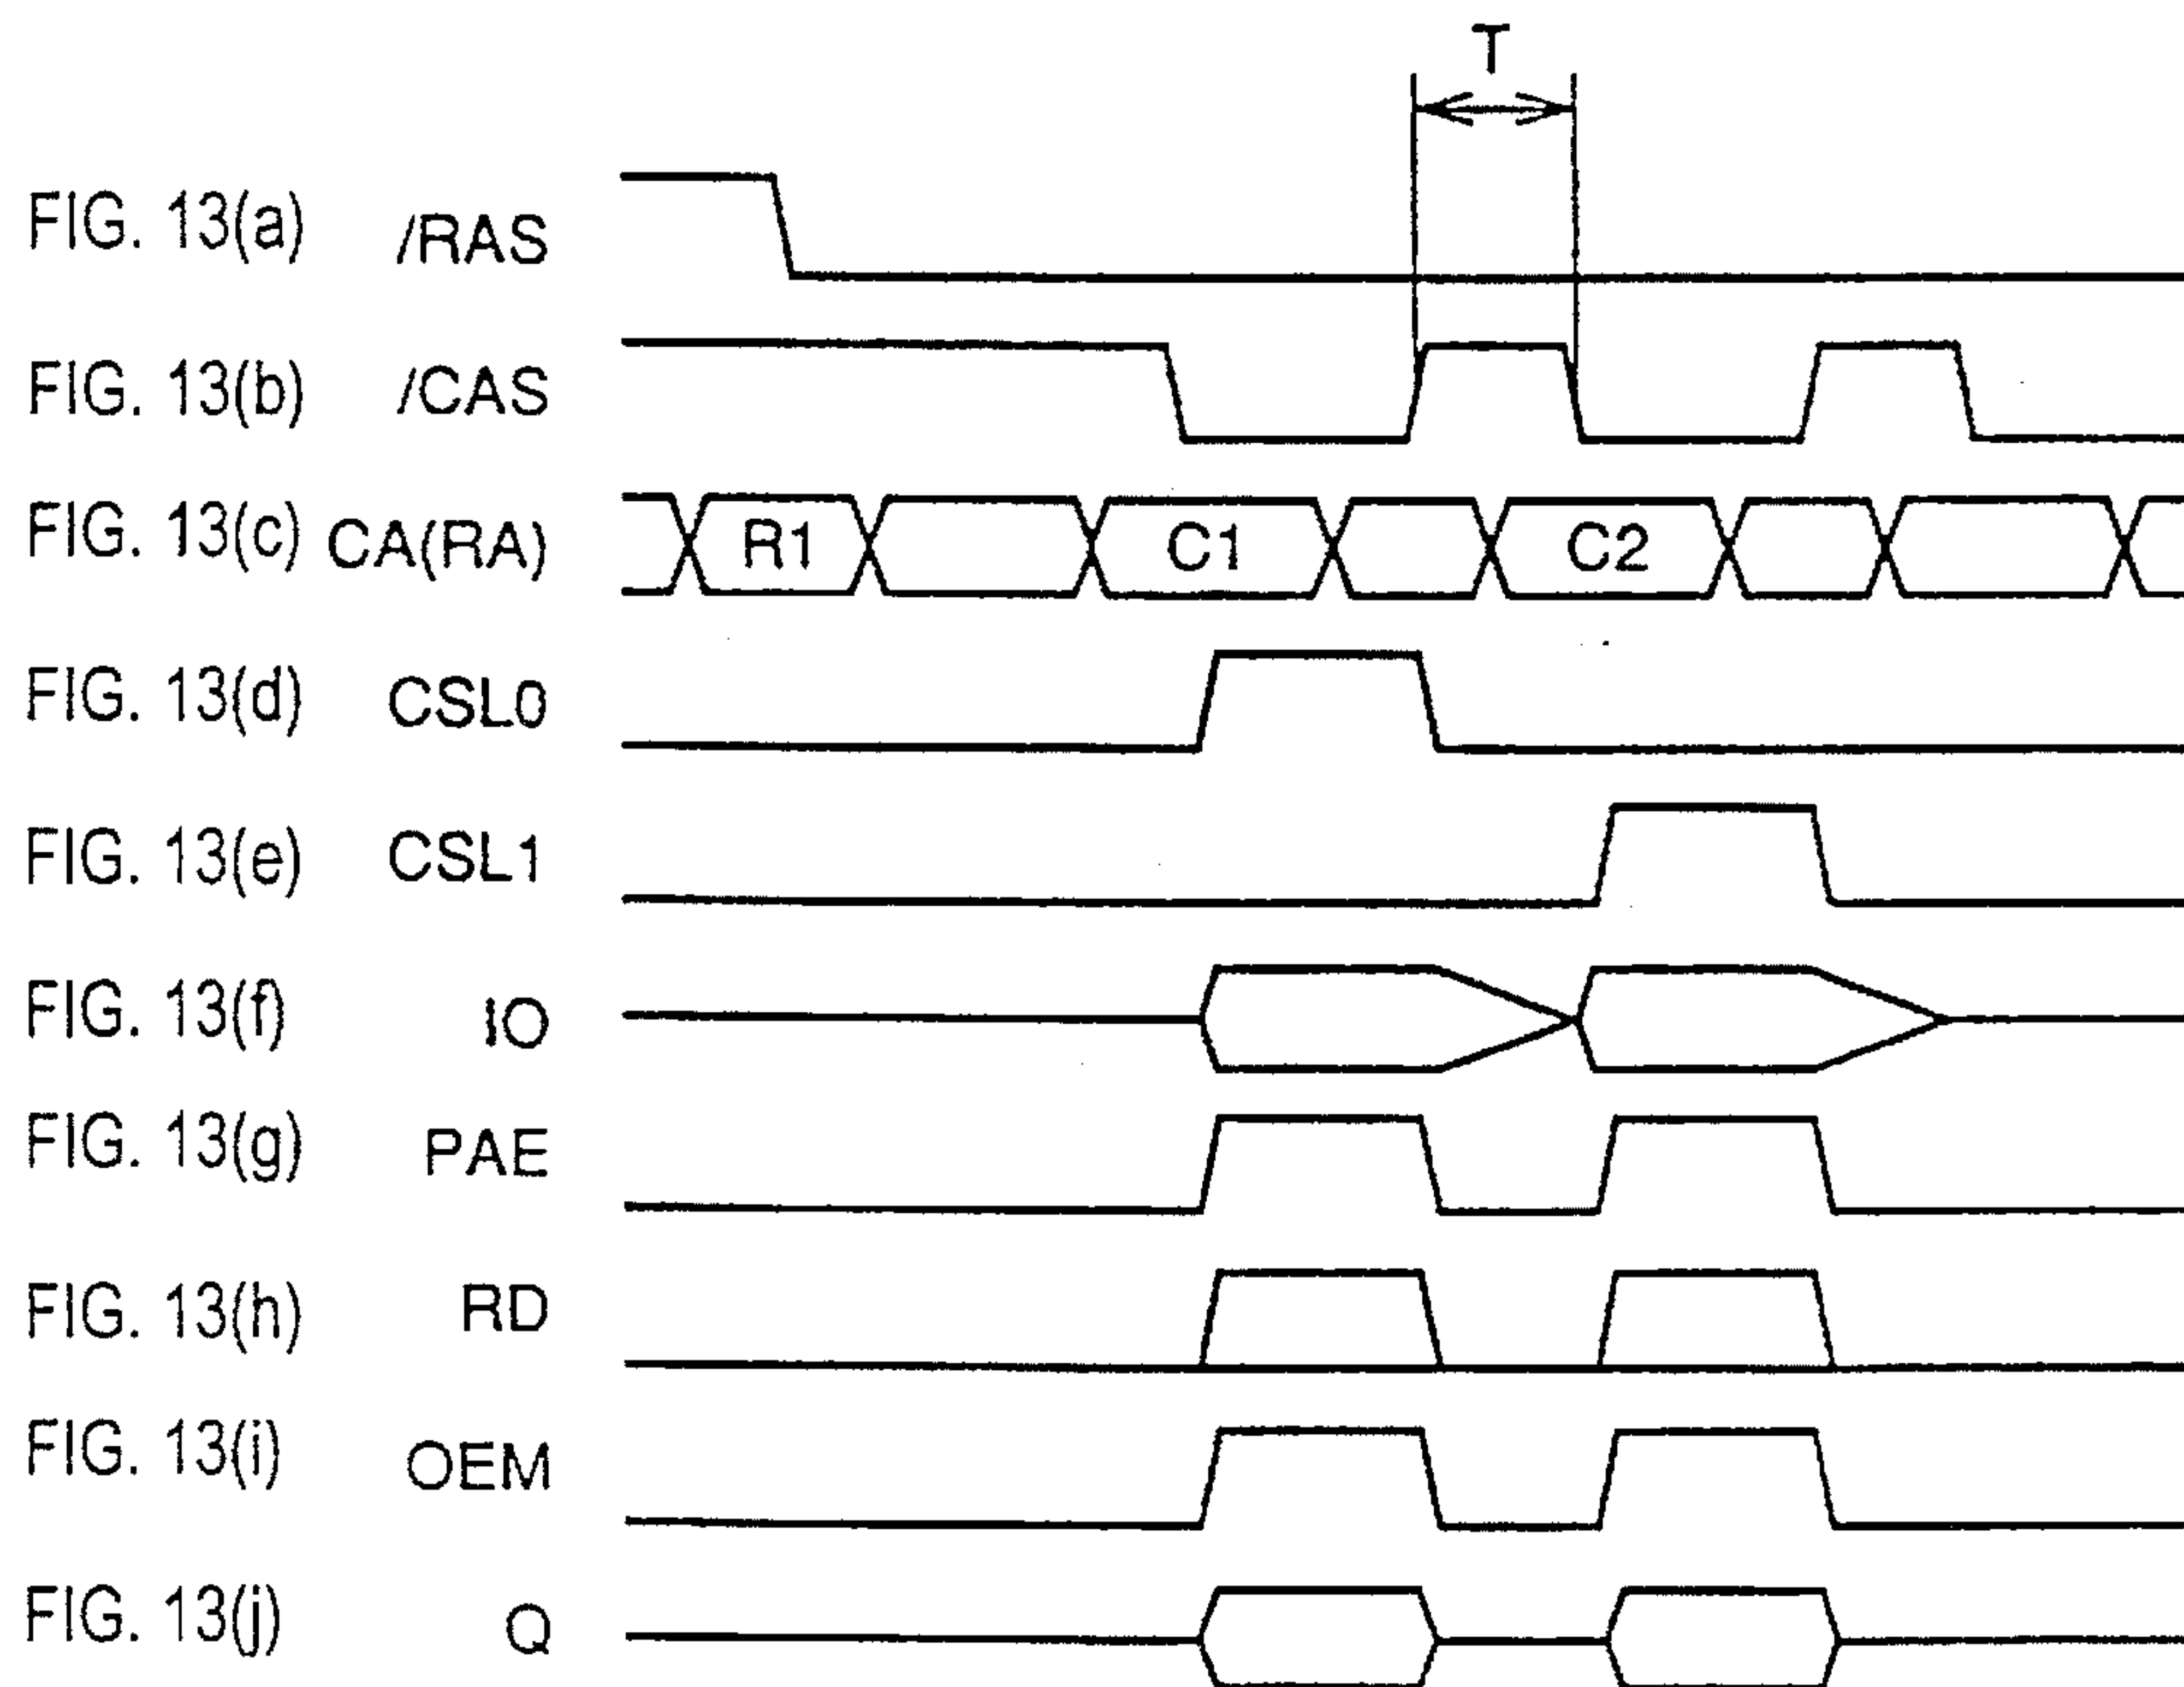 T
FIG. 13(a) /RAS
FIG. 13(b) /CAS
FIG. 13(c) CA(RA) R1 C1 C2
FIG. 13(d) CSL0
FIG. 13(e) CSL1
FIG. 13(f) IO
FIG. 13(g) PAE
FIG. 13(h) RD
FIG. 13(i) OEM
FIG. 13(j) Q